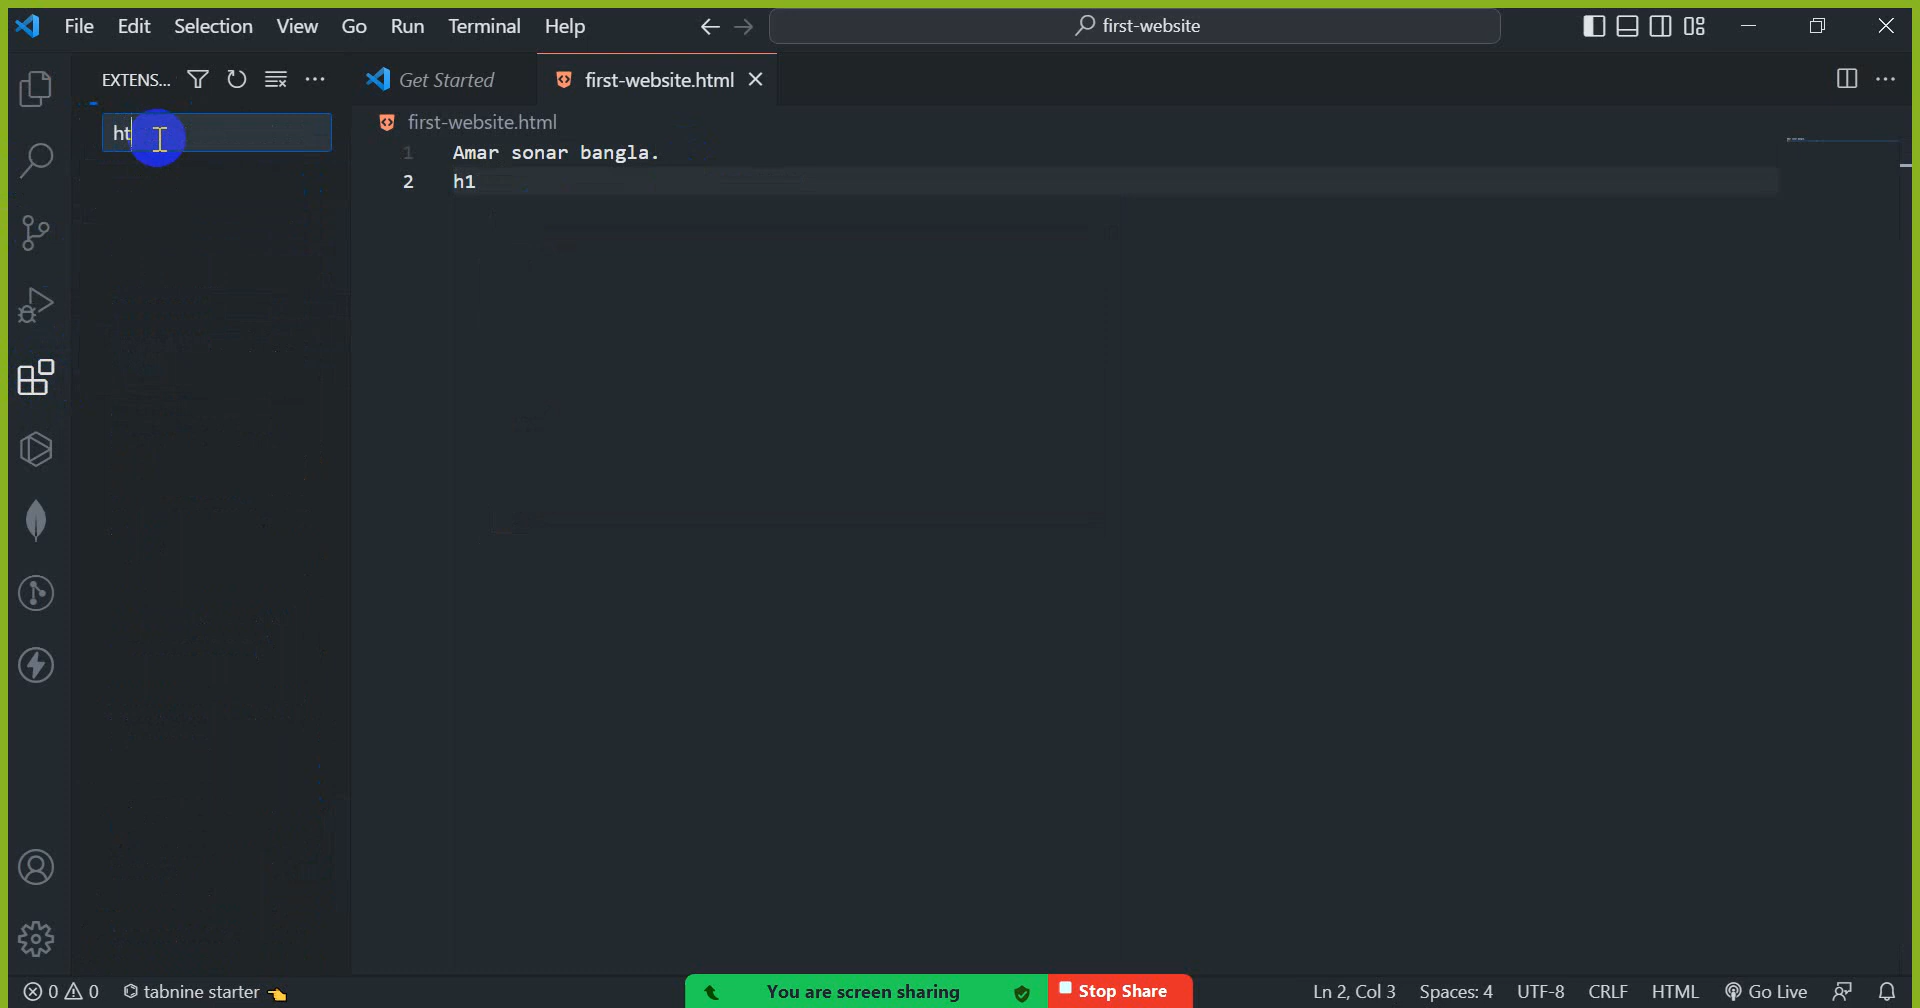 File Edit Selection View Go Run Terminal Help
first-website
EXTENS...
Get Started
first-website.html
ht
first-website.html
1 Amar sonar bangla.
2 h1
0 0 tabnine starter
You are screen sharing
Stop Share
Ln 2, Col 3 Spaces: 4 UTF-8 CRLF HTML Go Live